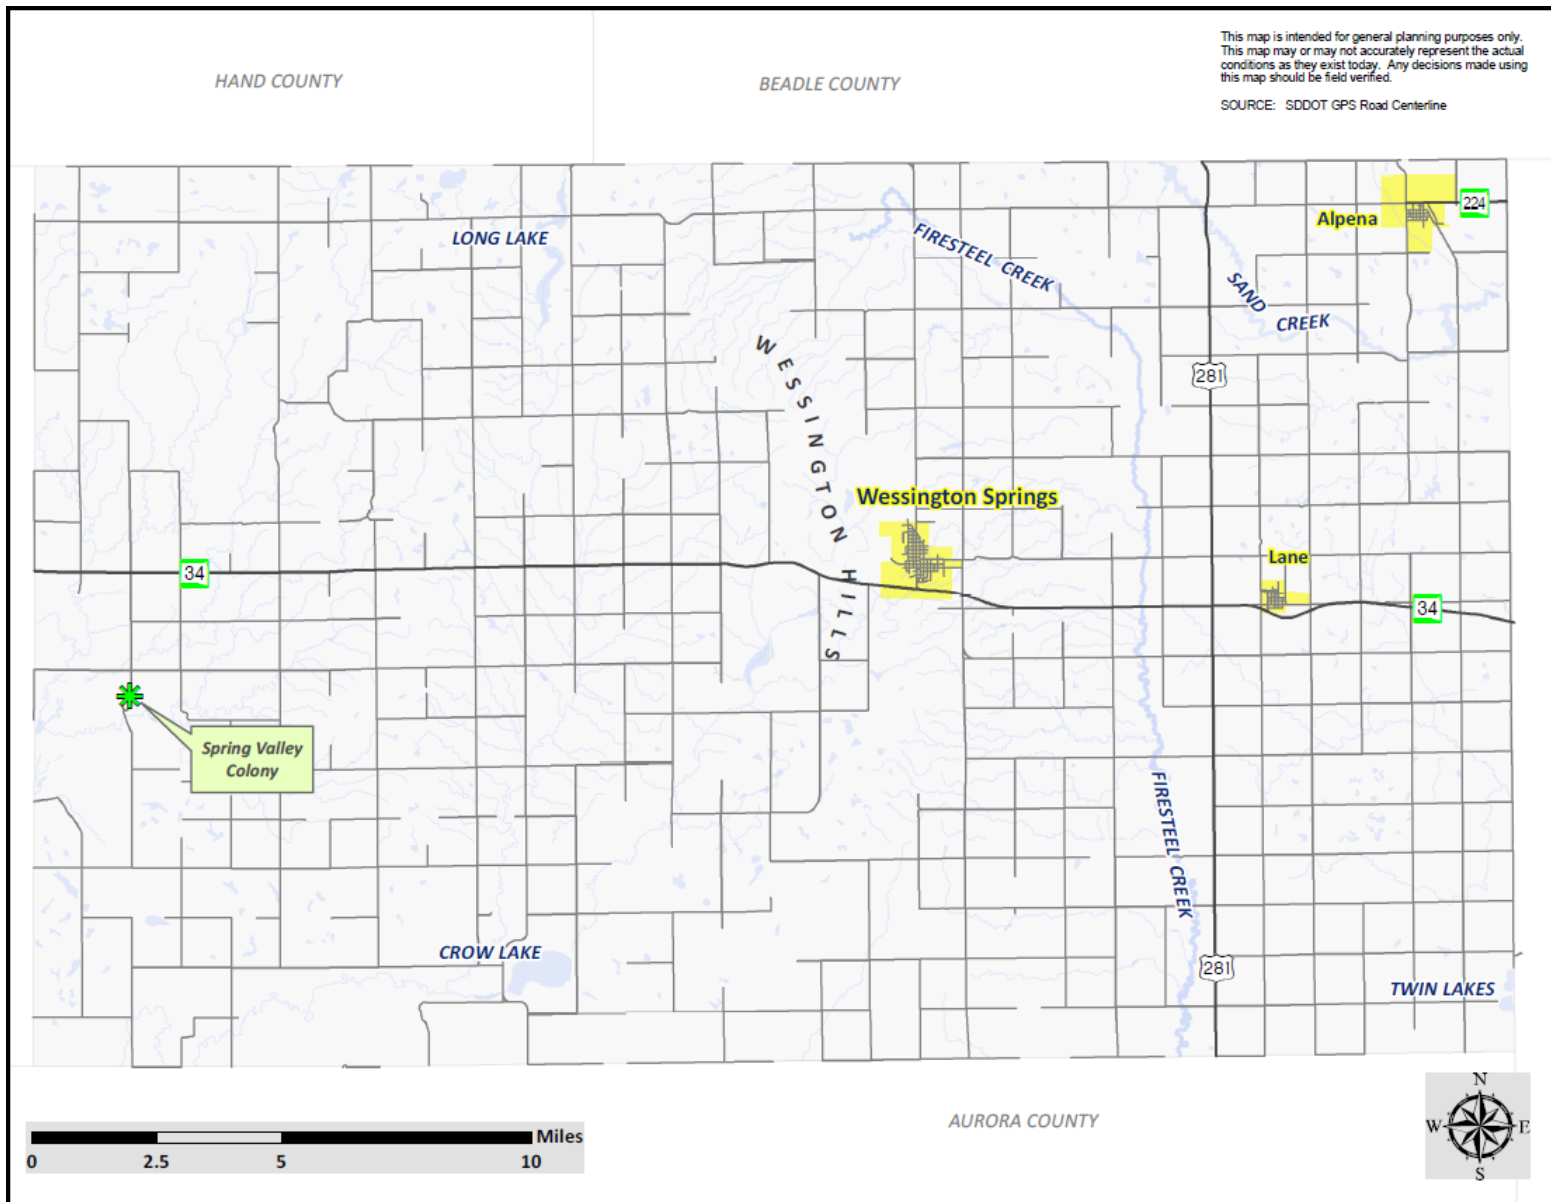 This map is intended for general planning purposes only.
This map may or may not accurately represent the actual
conditions as they exist today. Any decisions made using
this map should be field verified.
SOURCE: SDDOT GPS Road Centerline
HAND COUNTY
BEADLE COUNTY
224
Alpena
LONG LAKE
FIRESTEEL CREEK
SAND
CREEK
WESSINGTON HILLS
281
Wessington Springs
Lane
34
34
Spring Valley
Colony
FIRESTEEL CREEK
CROW LAKE
281
TWIN LAKES
N
W E
S
AURORA COUNTY
Miles
0 2.5 5 10